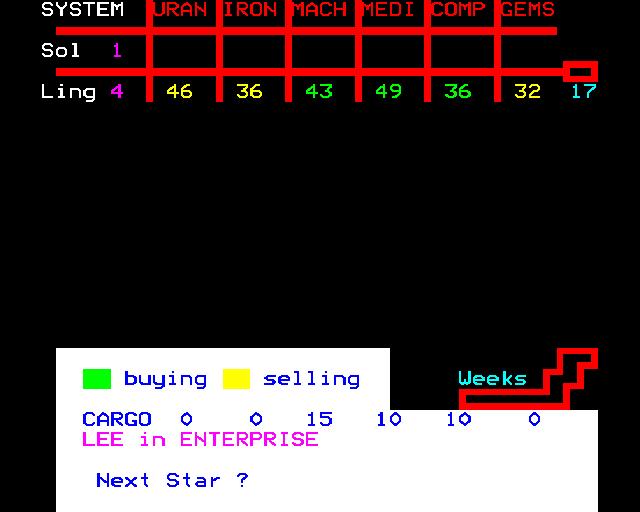 SYSTEM URAN IRON MACH MEDI COMP GEMS
Sol 1
Ling 4 46 36 43 49 36 32 17
buying selling Weeks
CARGO 0 0 15 10 10 0
LEE in ENTERPRISE
Next Star ?